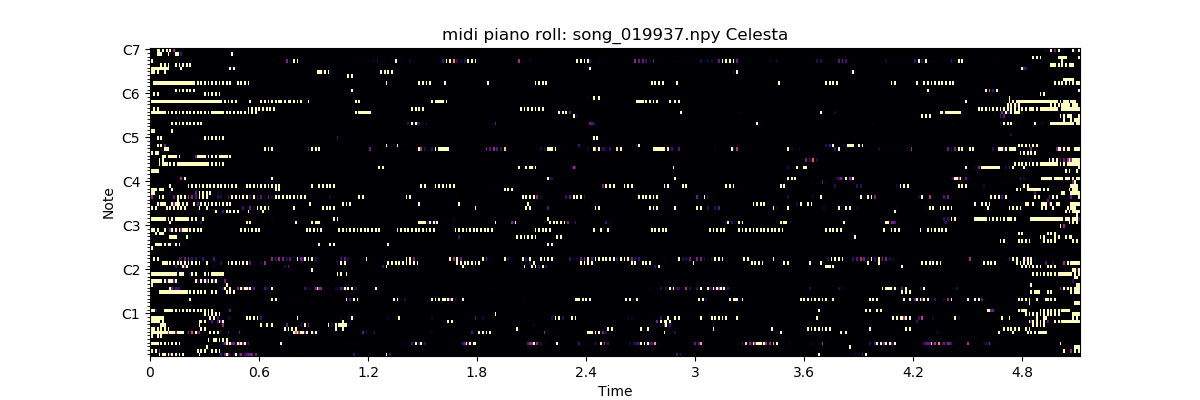 midi piano roll: song_019937.npy Celesta
C7
C6
C5
C4
C3
C2
C1
Note
0 0.6 1.2 1.8 2.4 3 3.6 4.2 4.8
Time